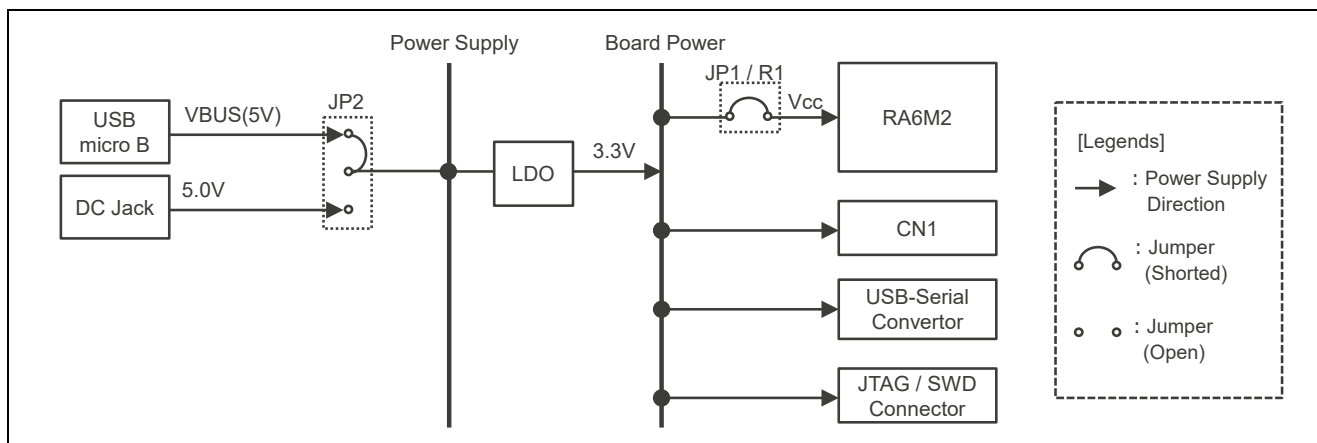 Power Supply
Board Power
JP1 / R1
Vcc
RA6M2
USB
micro B
VBUS(5V)
JP2
DC Jack
5.0V
LDO
3.3V
CN1
USB-Serial
Convertor
JTAG / SWD
Connector
[Legends]
: Power Supply
Direction
: Jumper
(Shorted)
: Jumper
(Open)